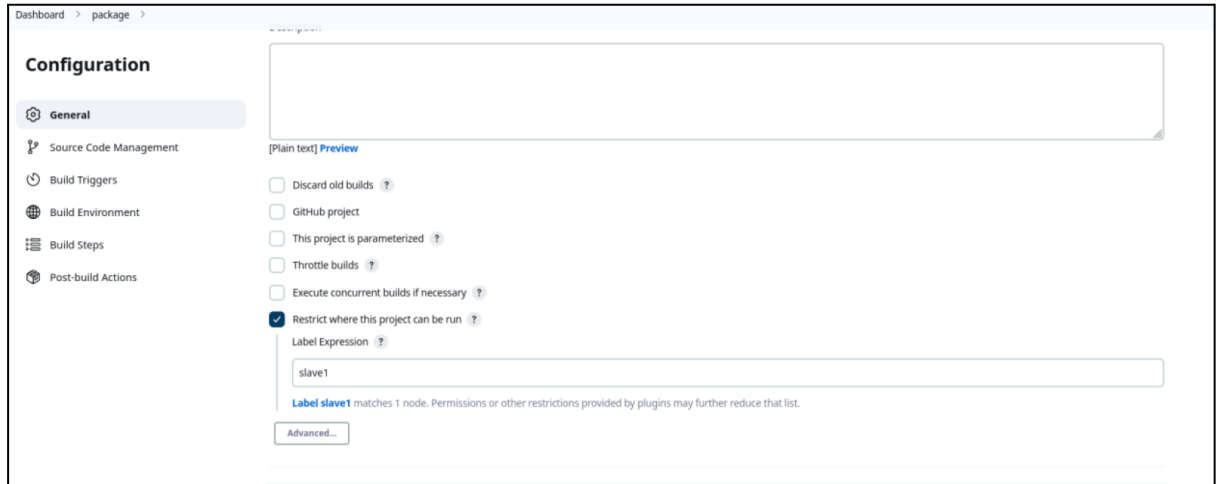 Dashboard > package >
Description
Configuration
General
Source Code Management
Build Triggers
Build Environment
Build Steps
Post-build Actions
[Plain text] Preview
Discard old builds ?
GitHub project
This project is parameterized ?
Throttle builds ?
Execute concurrent builds if necessary ?
Restrict where this project can be run ?
Label Expression ?
slave1
Label slave1 matches 1 node. Permissions or other restrictions provided by plugins may further reduce that list.
Advanced...